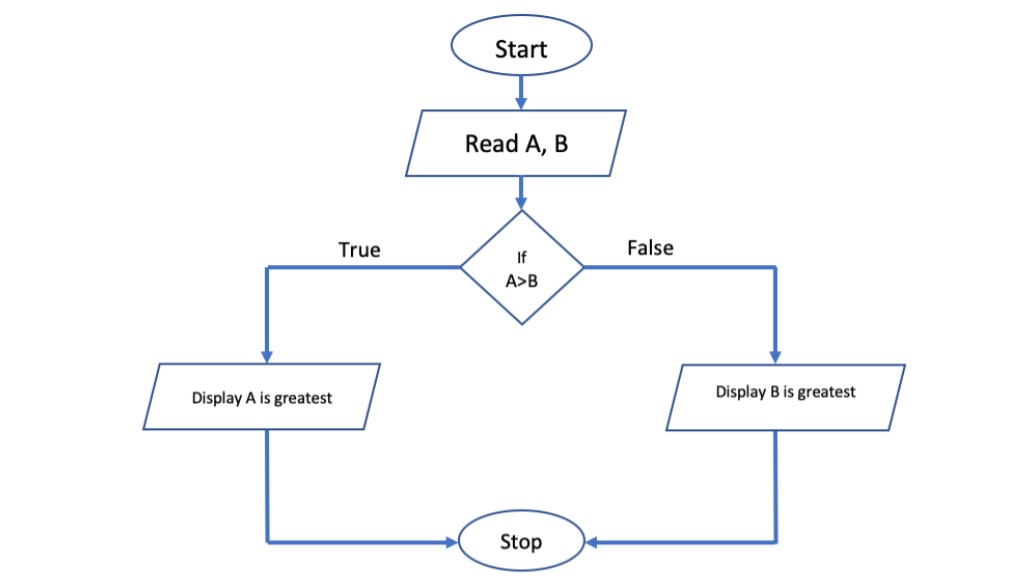 Start
Read A, B
True
False
If
A>B
Display A is greatest
Display B is greatest
Stop